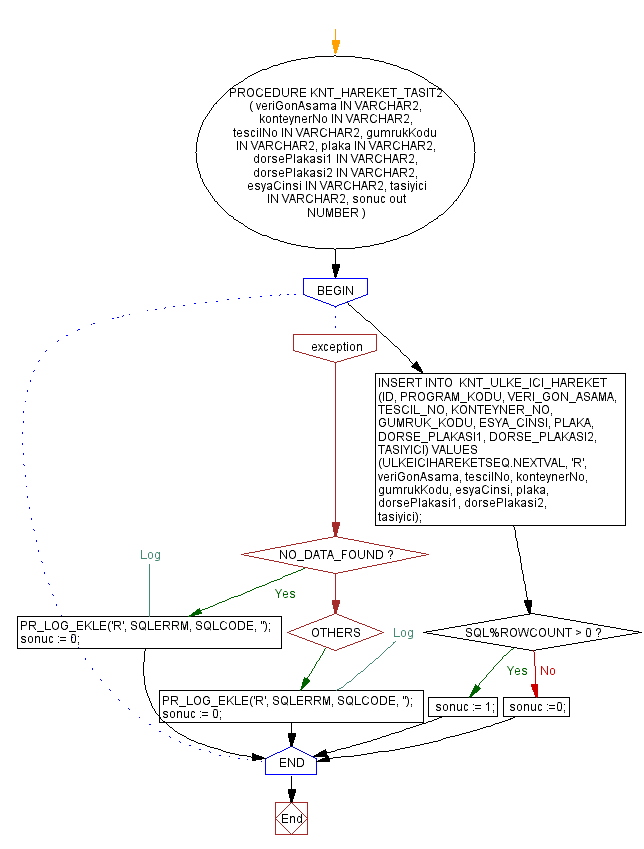 PROCEDURE KNT_HAREKET_TASIT2
( veriGonAsama IN VARCHAR2,
konteynerNo IN VARCHAR2,
tescilNo IN VARCHAR2, gumrukKodu
IN VARCHAR2, plaka IN VARCHAR2,
dorsePlakasi1 IN VARCHAR2,
dorsePlakasi2 IN VARCHAR2,
esyaCinsi IN VARCHAR2, tasiyici
IN VARCHAR2, sonuc out
NUMBER )
BEGIN
exception
INSERT INTO  KNT_ULKE_ICI_HAREKET
(ID, PROGRAM_KODU, VERI_GON_ASAMA,
TESCIL_NO, KONTEYNER_NO,
GUMRUK_KODU, ESYA_CINSI, PLAKA,
DORSE_PLAKASI1, DORSE_PLAKASI2,
TASIYICI) VALUES
(ULKEICIHAREKETSEQ.NEXTVAL, 'R',
veriGonAsama, tescilNo, konteynerNo,
gumrukKodu, esyaCinsi, plaka,
dorsePlakasi1, dorsePlakasi2,
tasiyici);
NO_DATA_FOUND ?
Log
Yes
PR_LOG_EKLE('R', SQLERRM, SQLCODE, '');
sonuc := 0;
OTHERS
Log
SQL%ROWCOUNT > 0 ?
Yes
No
PR_LOG_EKLE('R', SQLERRM, SQLCODE, '');
sonuc := 0;
sonuc := 1;
sonuc :=0;
END
End